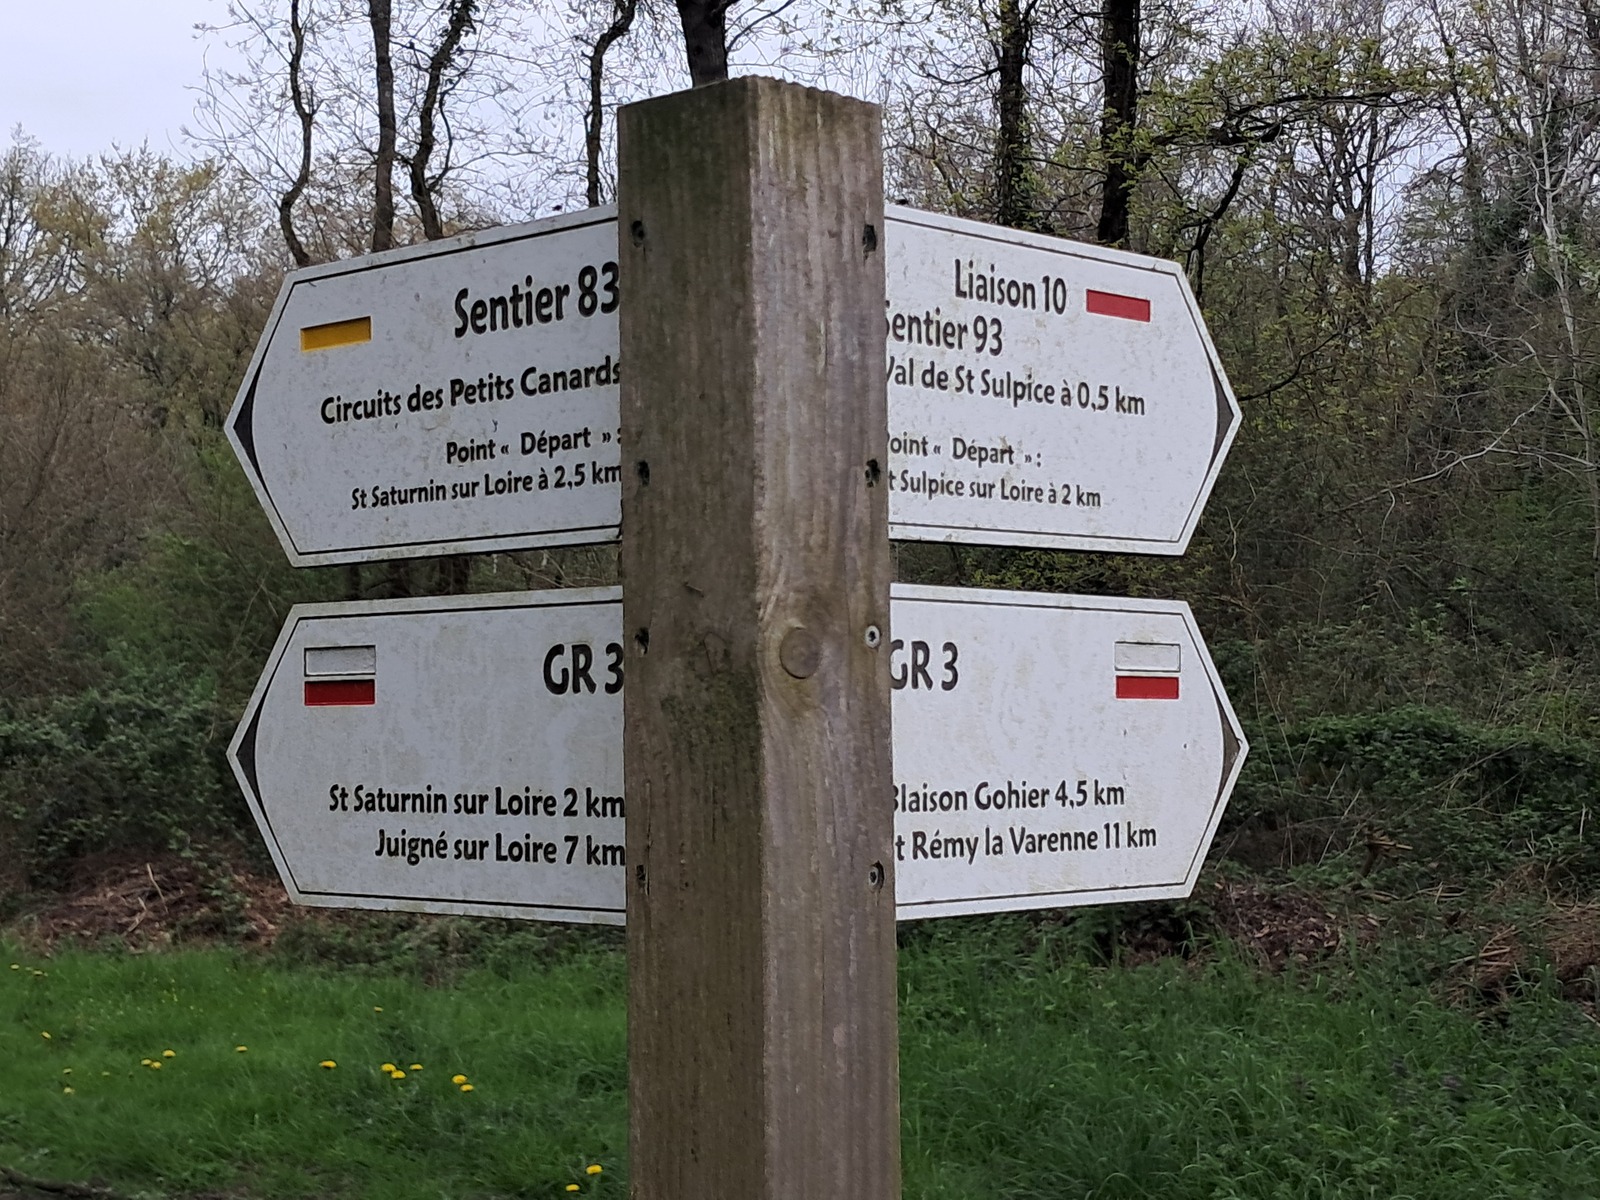 Sentier 83
Circuits des Petits Canards
Point « Départ » :
St Saturnin sur Loire à 2,5 km
Liaison 10
Sentier 93
Val de St Sulpice à 0,5 km
oint « Départ » :
t Sulpice sur Loire à 2 km
GR 3
St Saturnin sur Loire 2 km
Juigné sur Loire 7 km
GR 3
Blaison Gohier 4,5 km
t Rémy la Varenne 11 km